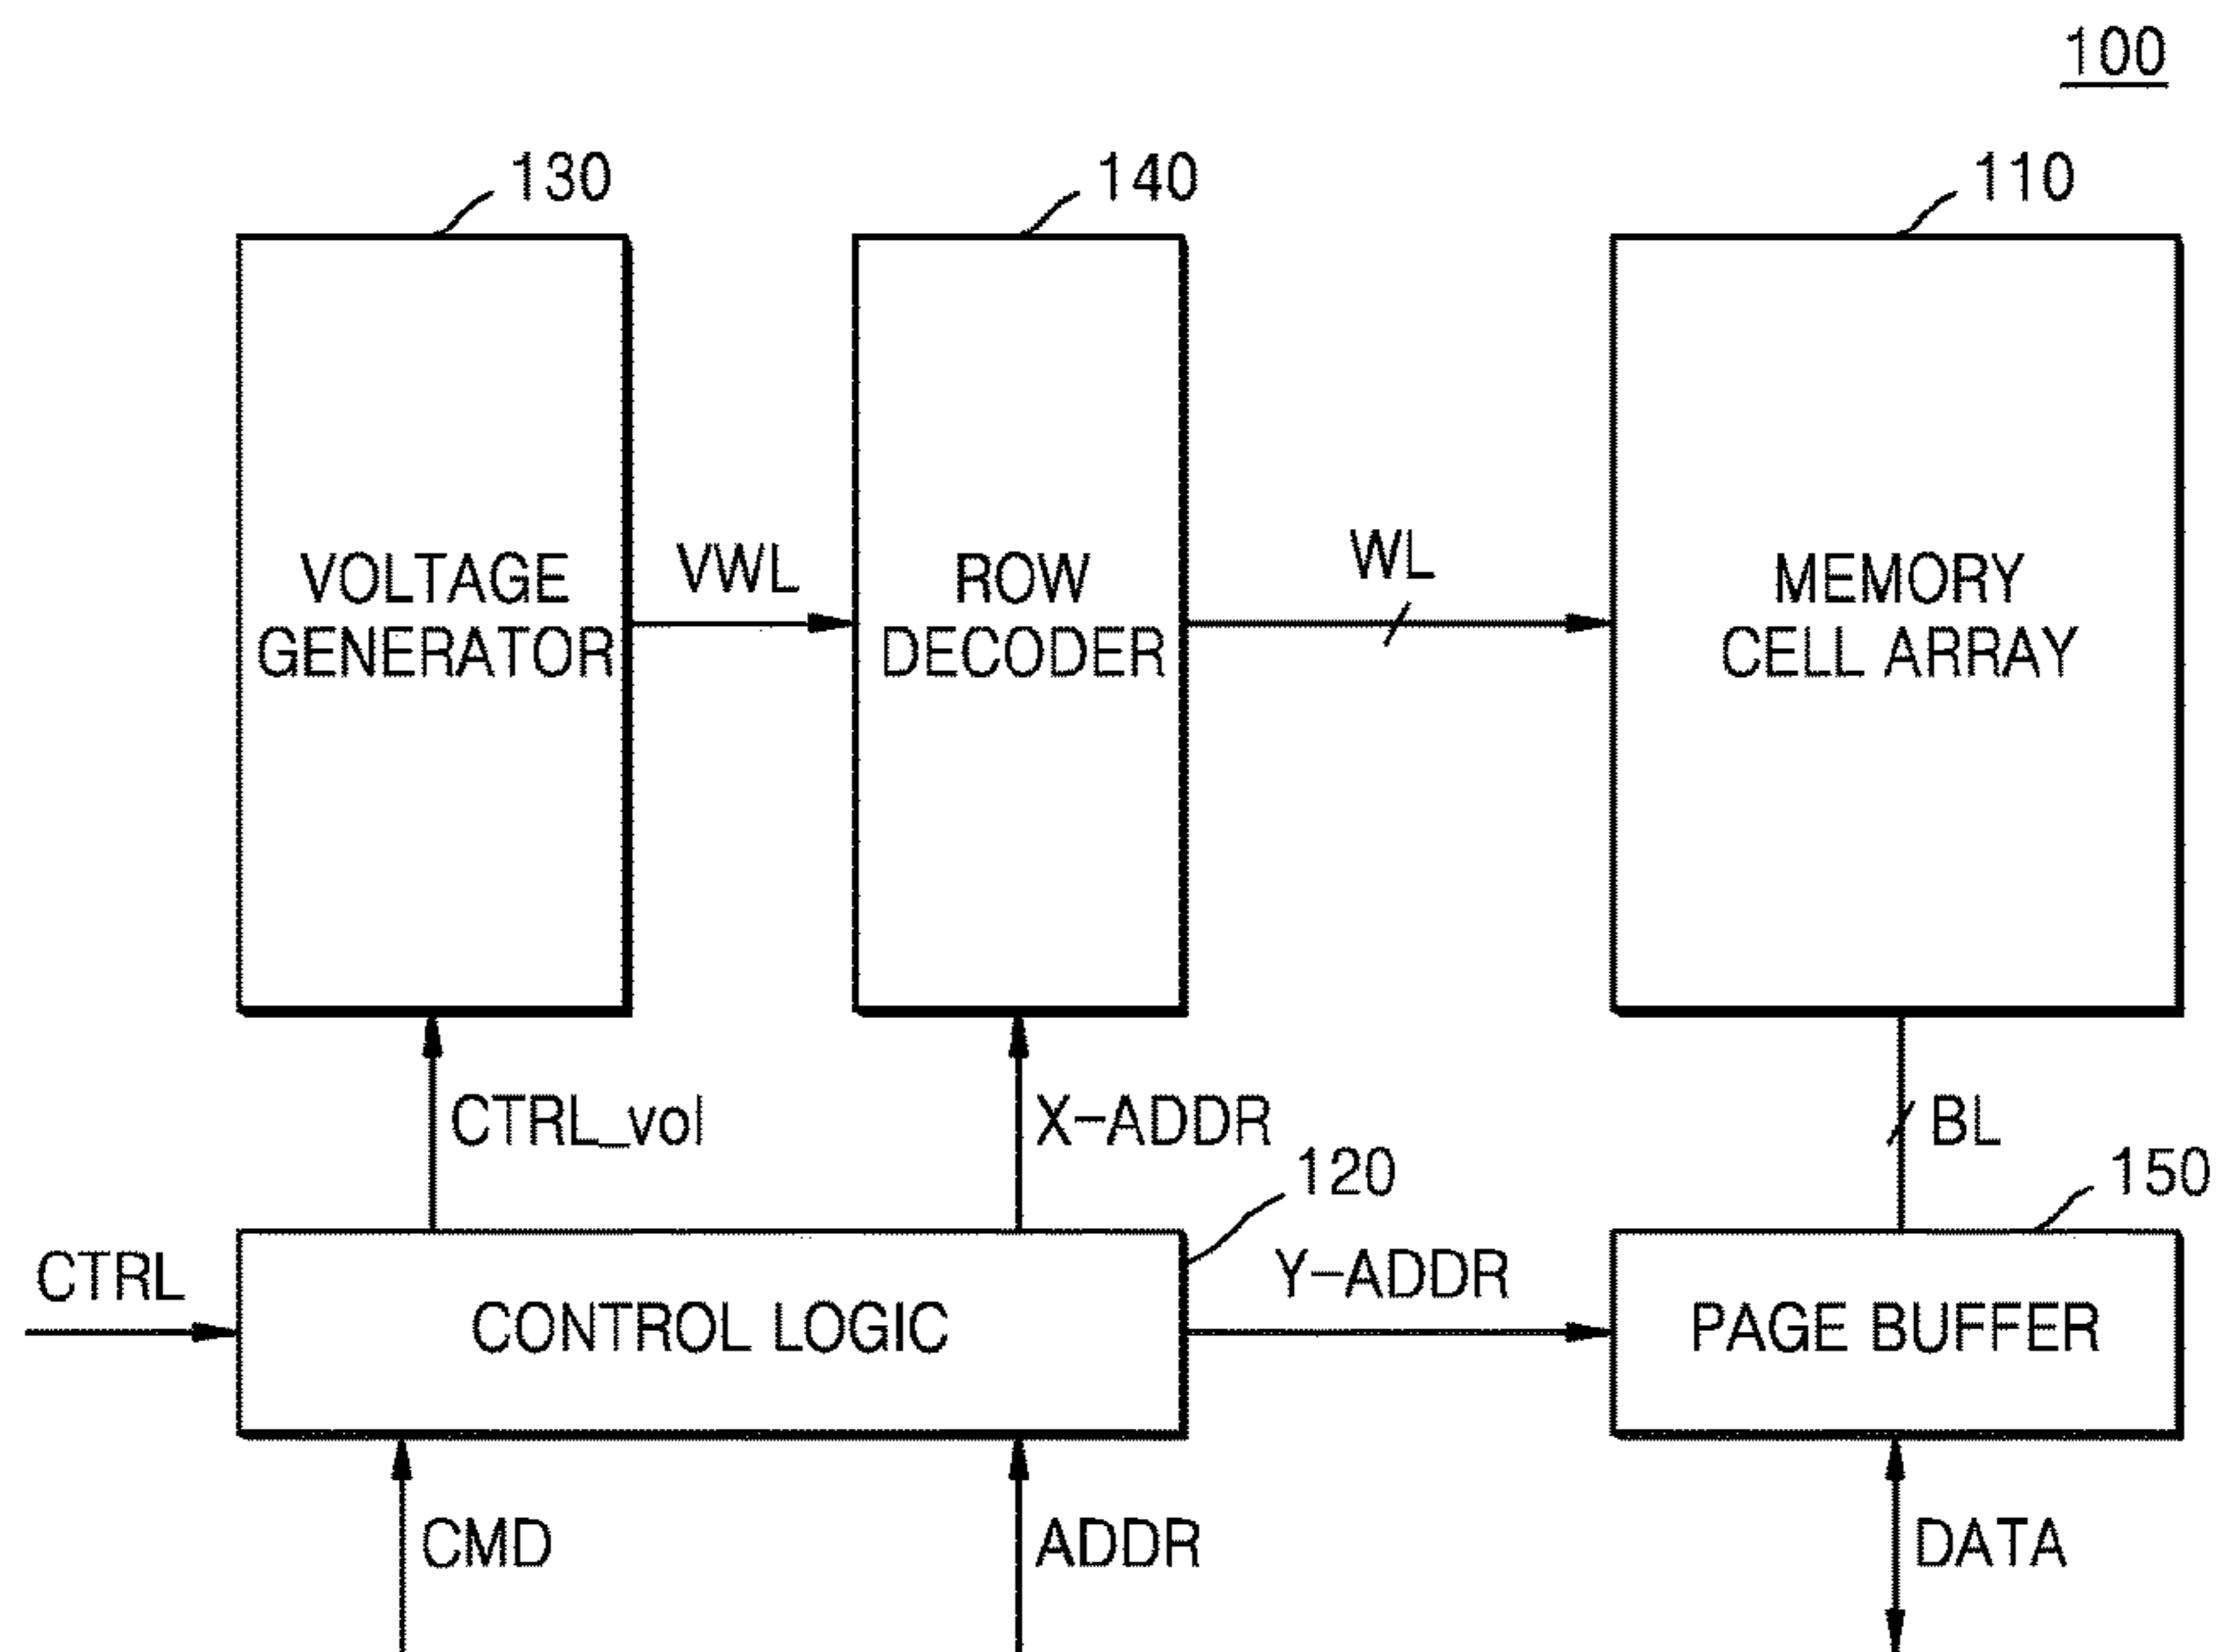 100
130
140
110
VOLTAGE
GENERATOR
VWL
ROW
DECODER
WL
MEMORY
CELL ARRAY
CTRL_vol
X-ADDR
BL
120
150
CTRL
CONTROL LOGIC
Y-ADDR
PAGE BUFFER
CMD
ADDR
DATA